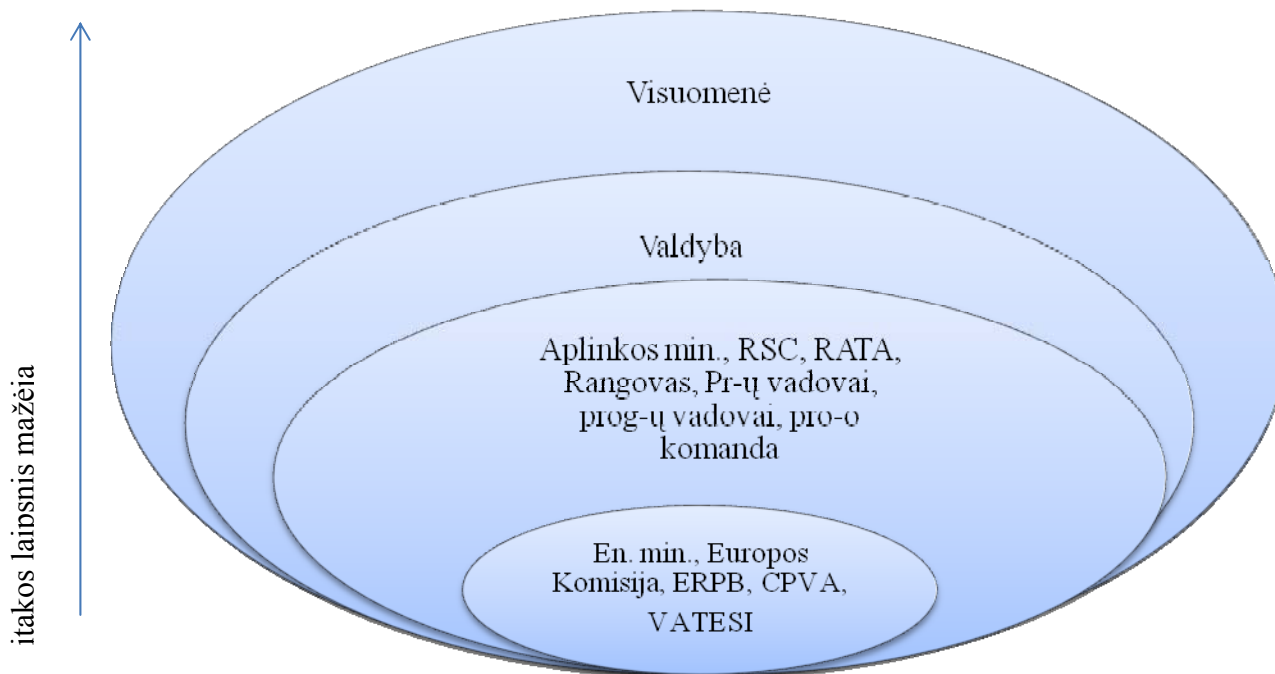 Visuomenė
Valdyba
Aplinkos min., RSC, RATA,
Rangovas, Pr-ų vadovai,
prog-ų vadovai, pro-o
komanda
En. min., Europos
Komisija, ERPB, CPVA,
VATESI
įtakos laipsnis mažėja